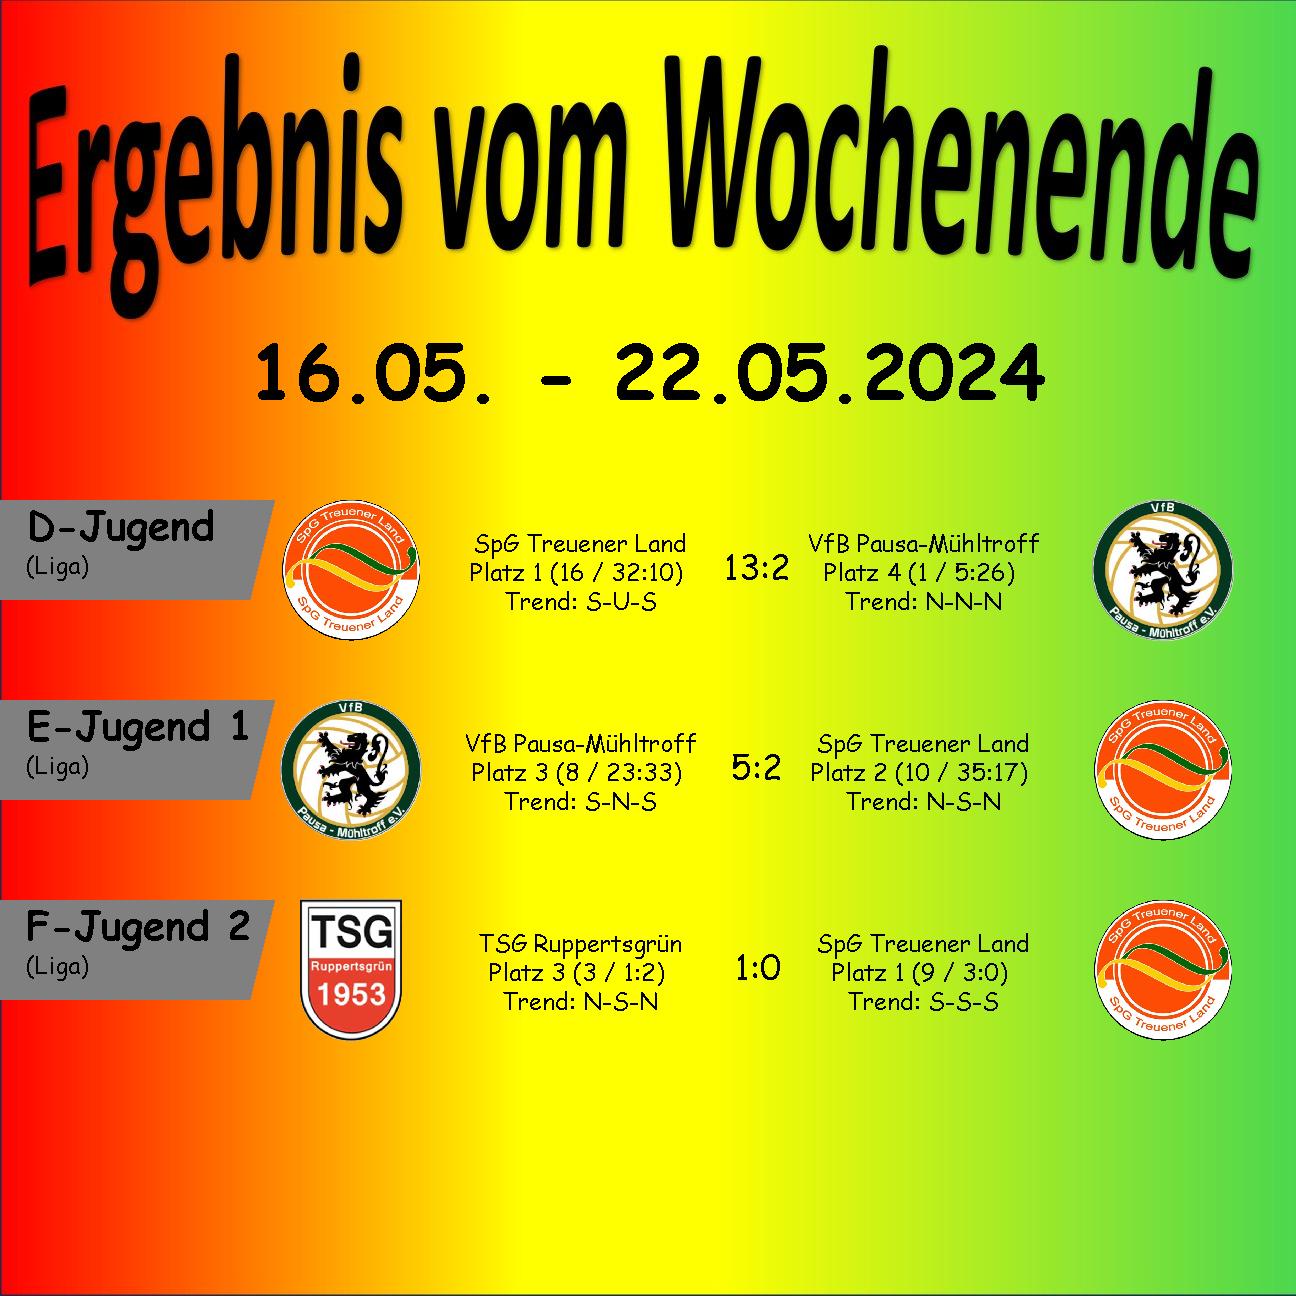 Ergebnis vom Wochenende
16.05. - 22.05.2024
D-Jugend
(Liga)
SpG Treuener Land
SpG Treuener Land
SpG Treuener Land
Platz 1 (16 / 32:10)
Trend: S-U-S
13:2
VfB Pausa-Mühltroff
Platz 4 (1 / 5:26)
Trend: N-N-N
VfB
Pausa - Mühltroff e.V.
E-Jugend 1
(Liga)
VfB
Pausa - Mühltroff e.V.
VfB Pausa-Mühltroff
Platz 3 (8 / 23:33)
Trend: S-N-S
5:2
SpG Treuener Land
Platz 2 (10 / 35:17)
Trend: N-S-N
SpG Treuener Land
SpG Treuener Land
F-Jugend 2
(Liga)
TSG
Ruppertsgrün
1953
TSG Ruppertsgrün
Platz 3 (3 / 1:2)
Trend: N-S-N
1:0
SpG Treuener Land
Platz 1 (9 / 3:0)
Trend: S-S-S
SpG Treuener Land
SpG Treuener Land